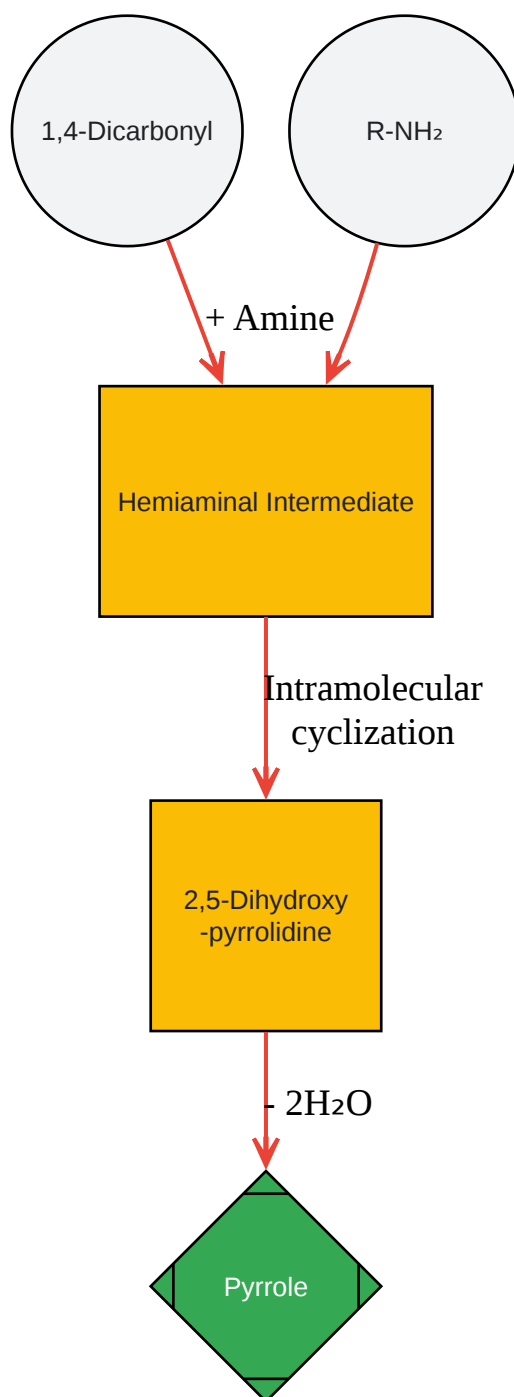 1,4-Dicarbonyl
R-NH₂
+ Amine
Hemiaminal Intermediate
Intramolecular
cyclization
2,5-Dihydroxy
-pyrrolidine
- 2H₂O
Pyrrole